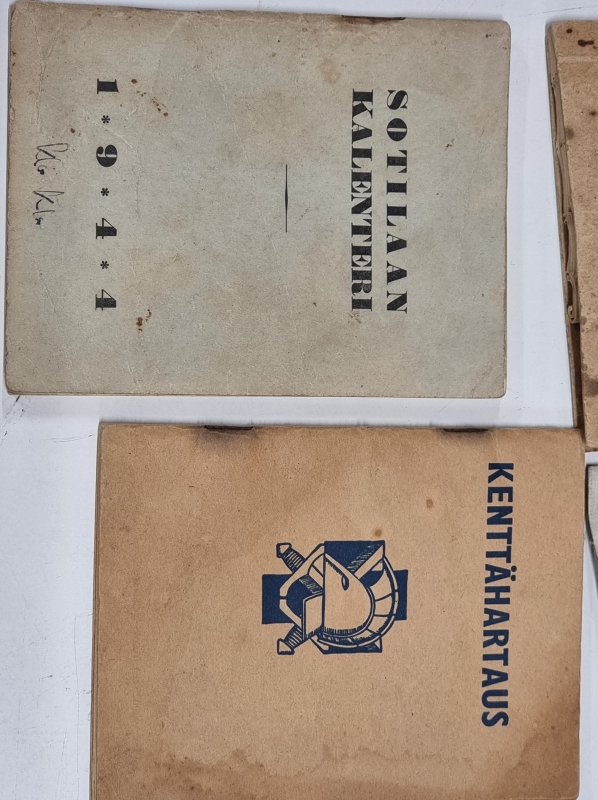 SOTILAAN
KALENTERI
1*9*4*4
KENTTÄHARTAUS